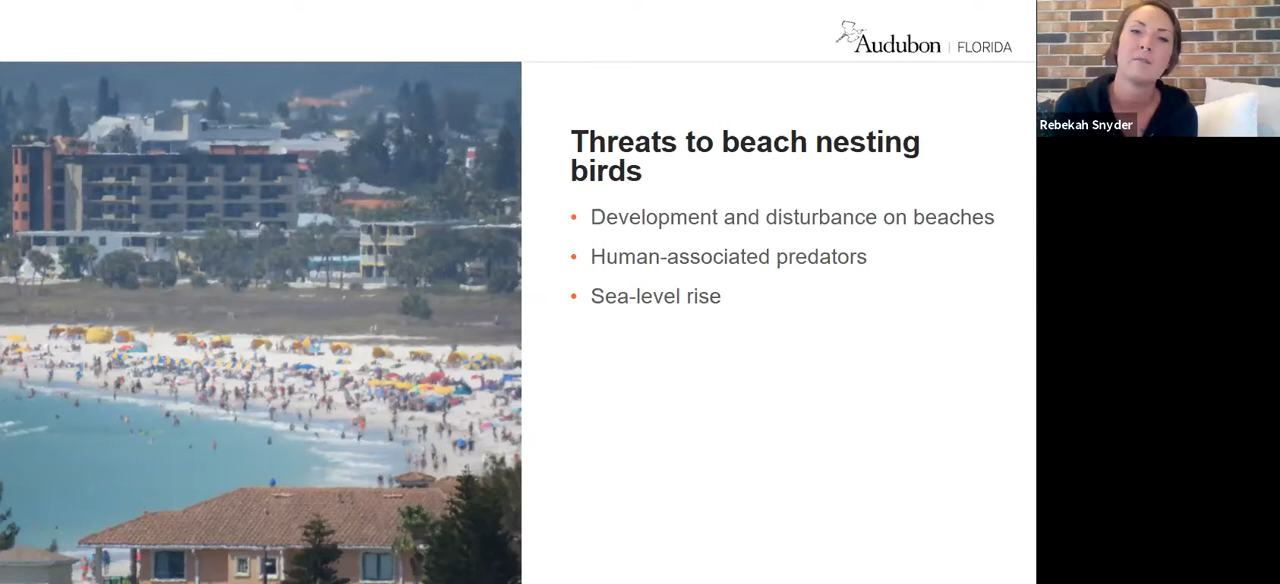 Audubon | FLORIDA
Threats to beach nesting
birds
• Development and disturbance on beaches
• Human-associated predators
• Sea-level rise
Rebekah Snyder